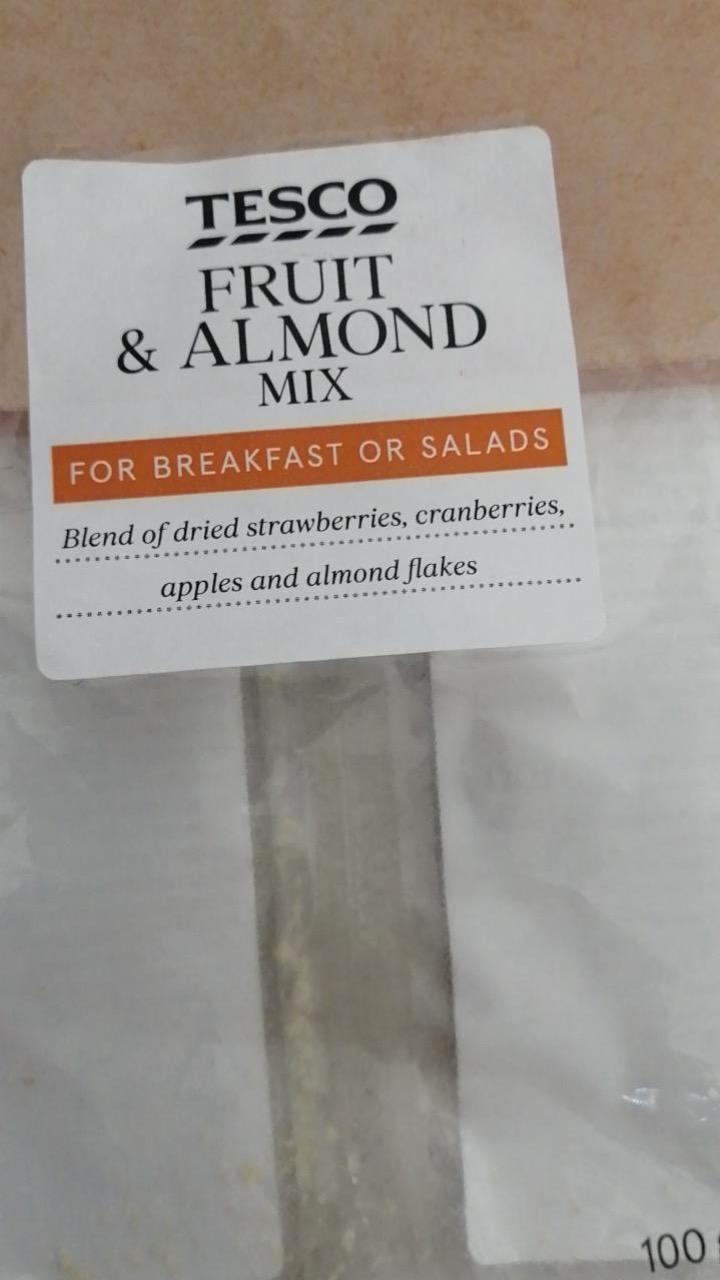 TESCO
FRUIT
& ALMOND
MIX
FOR BREAKFAST OR SALADS
Blend of dried strawberries, cranberries,
apples and almond flakes
100